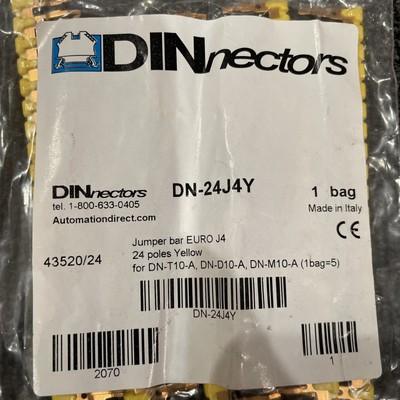 DINnectors
DINnectors DN-24J4Y 1 bag
tel. 1-800-633-0405 Made in Italy
Automationdirect.com CE
Jumper bar EURO J4
43520/24 24 poles Yellow
for DN-T10-A, DN-D10-A, DN-M10-A (1bag=5)
DN-24J4Y
2070 1